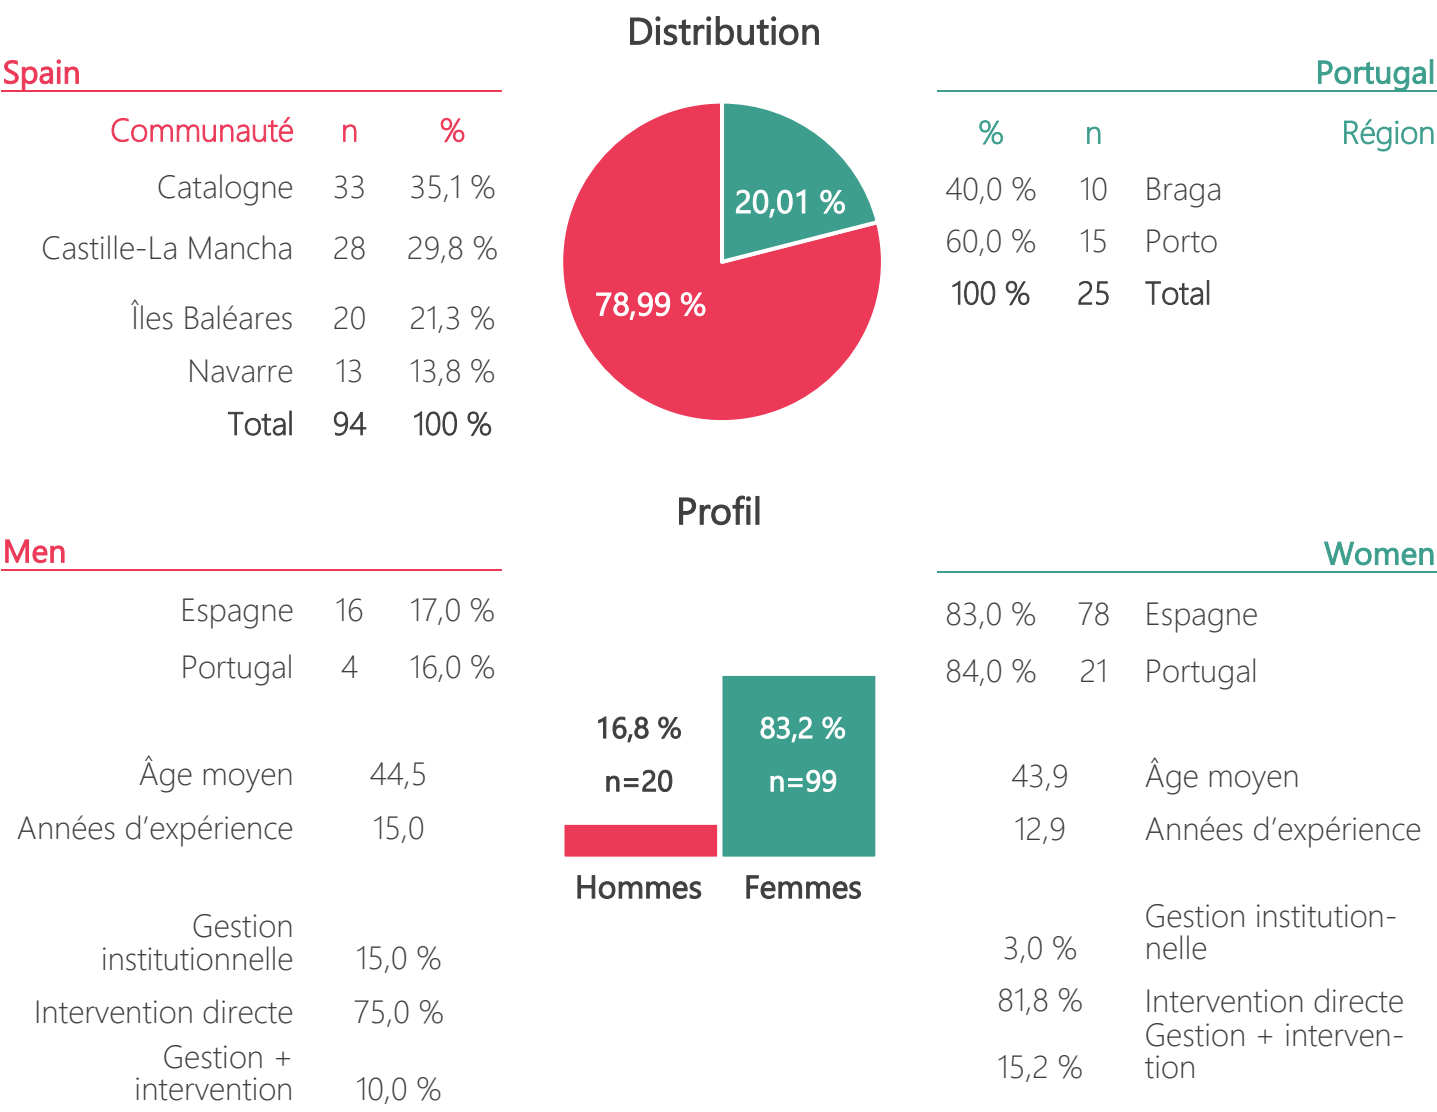 Distribution
Spain
Communauté n %
Catalogne 33 35,1 %
Castille-La Mancha 28 29,8 %
Îles Baléares 20 21,3 %
Navarre 13 13,8 %
Total 94 100 %
20,01 %
78,99 %
Portugal
% n Région
40,0 % 10 Braga
60,0 % 15 Porto
100 % 25 Total
Profil
Men
Espagne 16 17,0 %
Portugal 4 16,0 %
Âge moyen 44,5
Années d’expérience 15,0
Gestion
institutionnelle 15,0 %
Intervention directe 75,0 %
Gestion +
intervention 10,0 %
16,8 % 83,2 %
n=20 n=99
Hommes Femmes
Women
83,0 % 78 Espagne
84,0 % 21 Portugal
43,9 Âge moyen
12,9 Années d’expérience
Gestion institution-
3,0 % nelle
81,8 % Intervention directe
Gestion + interven-
15,2 % tion